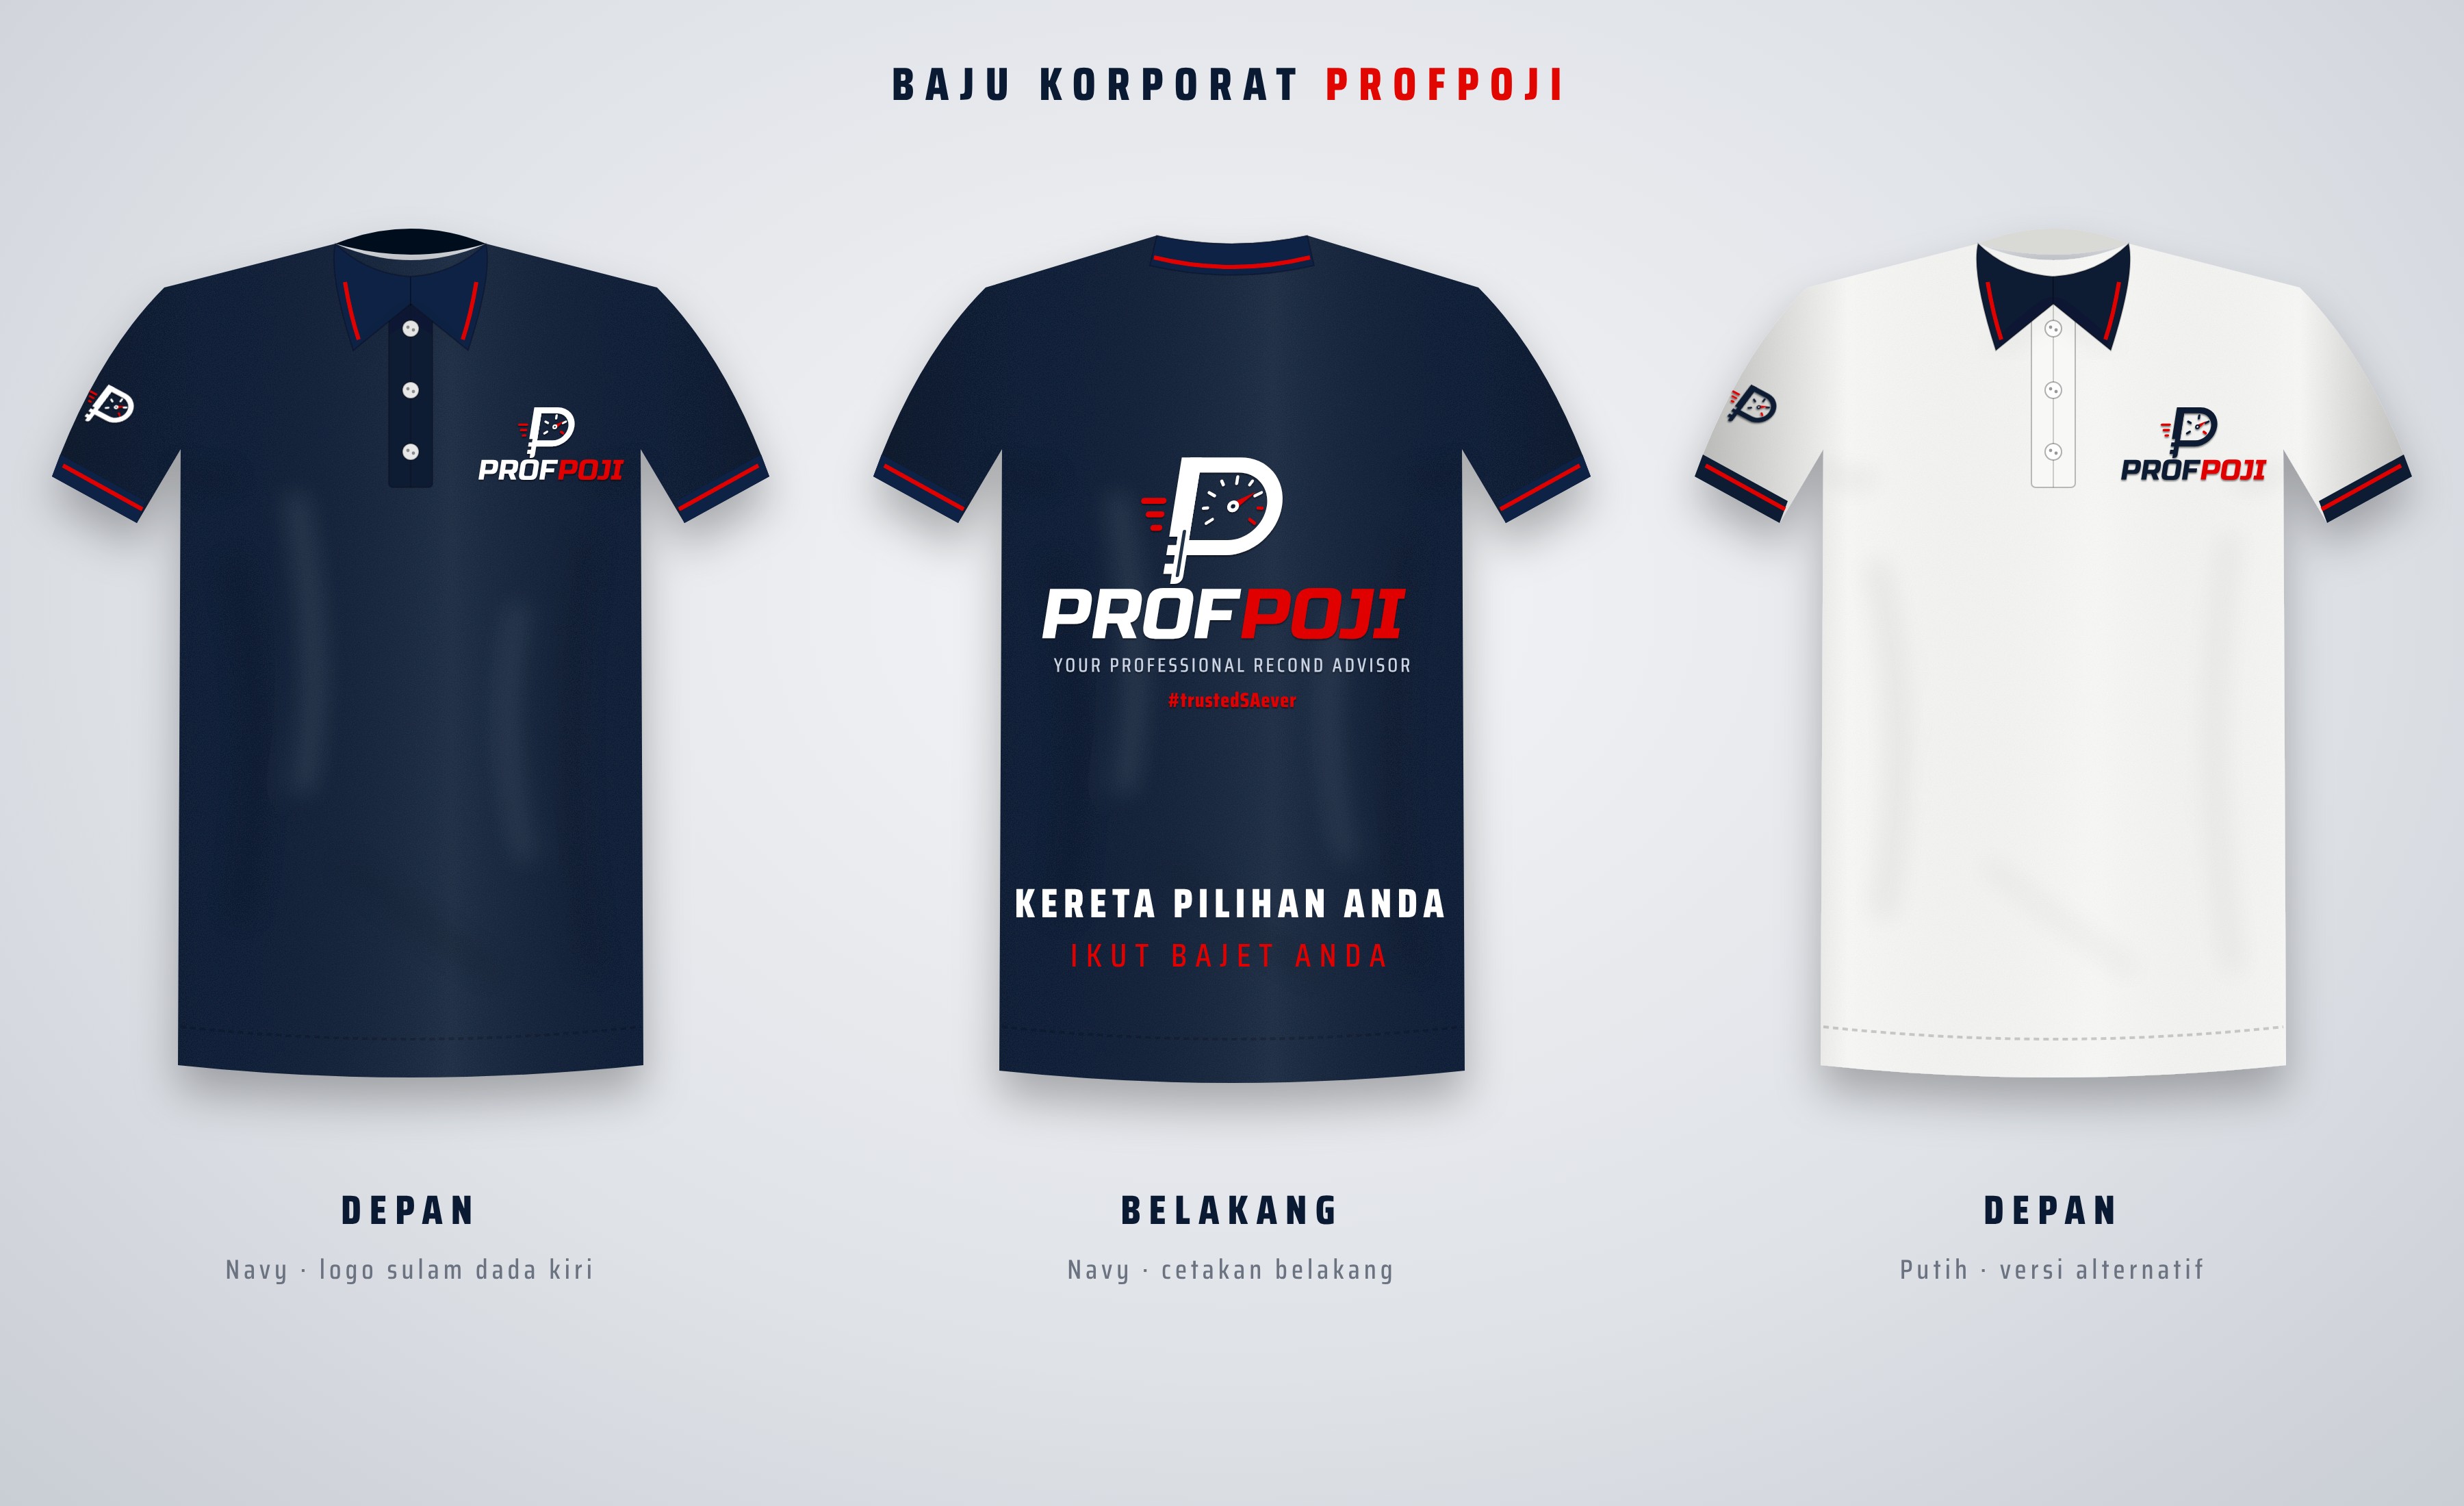 BAJU KORPORAT PROFPOJI
PROFPOJI
PROFPOJI
YOUR PROFESSIONAL RECOND ADVISOR
#trustedSAever
KERETA PILIHAN ANDA
IKUT BAJET ANDA
PROFPOJI
DEPAN
Navy · logo sulam dada kiri
BELAKANG
Navy · cetakan belakang
DEPAN
Putih · versi alternatif